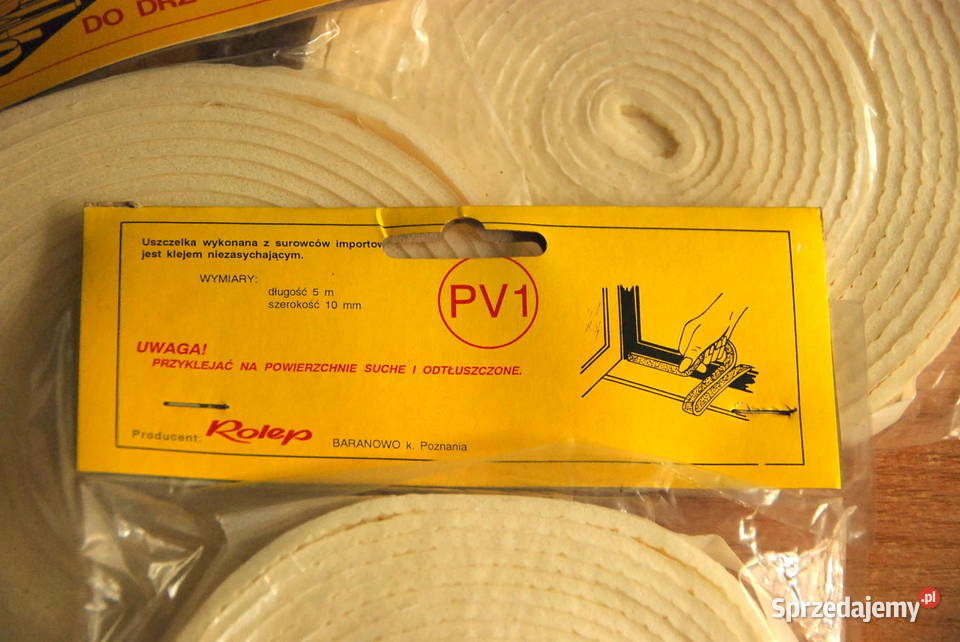 DO DRZ
Uszczelka wykonana z surowców importow
jest klejem niezasychającym.
WYMIARY:
długość 5 m
szerokość 10 mm
PV1
UWAGA!
PRZYKLEJAĆ NA POWIERZCHNIE SUCHE I ODTŁUSZCZONE.
Producent: Rolep BARANOWO k. Poznania
Sprzedajemy.pl